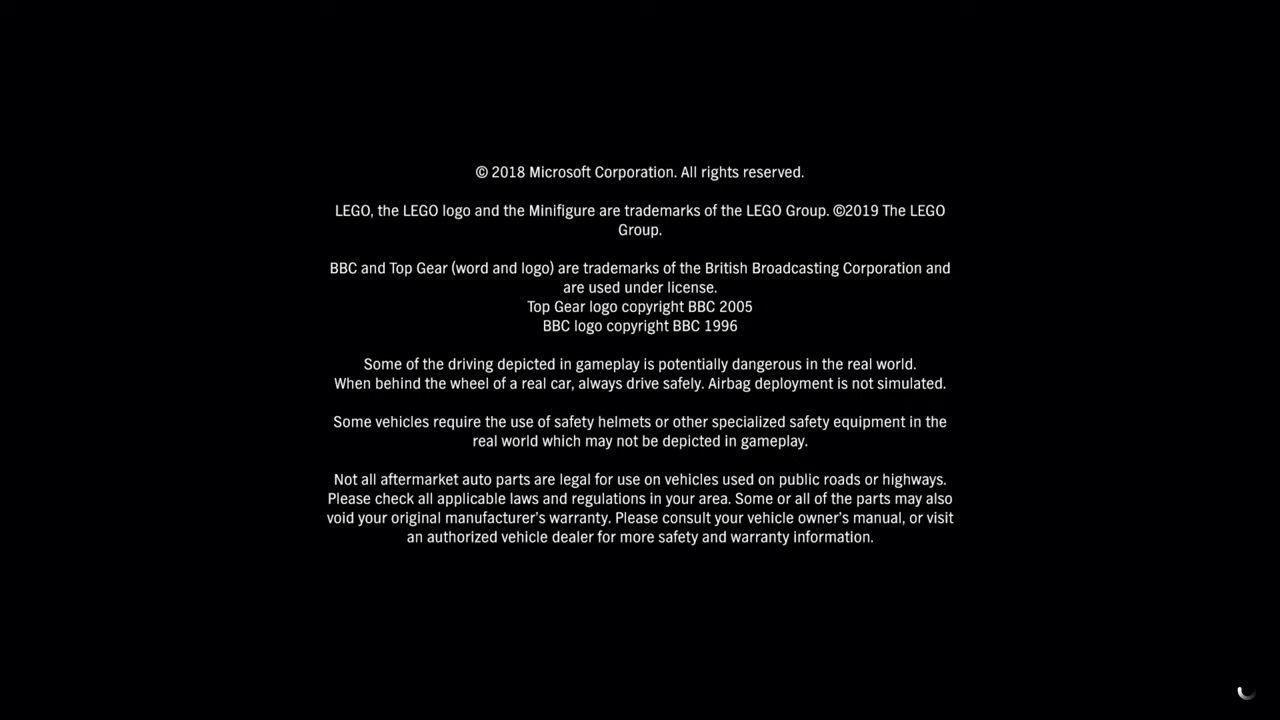 © 2018 Microsoft Corporation. All rights reserved.
LEGO, the LEGO logo and the Minifigure are trademarks of the LEGO Group. ©2019 The LEGO
Group.
BBC and Top Gear (word and logo) are trademarks of the British Broadcasting Corporation and
are used under license.
Top Gear logo copyright BBC 2005
BBC logo copyright BBC 1996
Some of the driving depicted in gameplay is potentially dangerous in the real world.
When behind the wheel of a real car, always drive safely. Airbag deployment is not simulated.
Some vehicles require the use of safety helmets or other specialized safety equipment in the
real world which may not be depicted in gameplay.
Not all aftermarket auto parts are legal for use on vehicles used on public roads or highways.
Please check all applicable laws and regulations in your area. Some or all of the parts may also
void your original manufacturer's warranty. Please consult your vehicle owner's manual, or visit
an authorized vehicle dealer for more safety and warranty information.